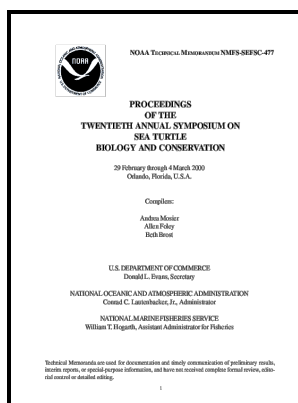 NOAA TECHNICAL MEMORANDUM NMFS-SEFSC-477
NOAA
PROCEEDINGS
OF THE
TWENTIETH ANNUAL SYMPOSIUM ON
SEA TURTLE
BIOLOGY AND CONSERVATION
29 February through 4 March 2000
Orlando, Florida, U.S.A.
Compilers:
Andrea Mosier
Allen Foley
Beth Brost
U.S. DEPARTMENT OF COMMERCE
Donald L. Evans, Secretary
NATIONAL OCEANIC AND ATMOSPHERIC ADMINISTRATION
Conrad C. Lautenbacher, Jr., Administrator
NATIONAL MARINE FISHERIES SERVICE
William T. Hogarth, Assistant Administrator for Fisheries
Technical Memoranda are used for documentation and timely communication of preliminary results,
interim reports, or special-purpose information, and have not received complete formal review, edito-
rial control or detailed editing.